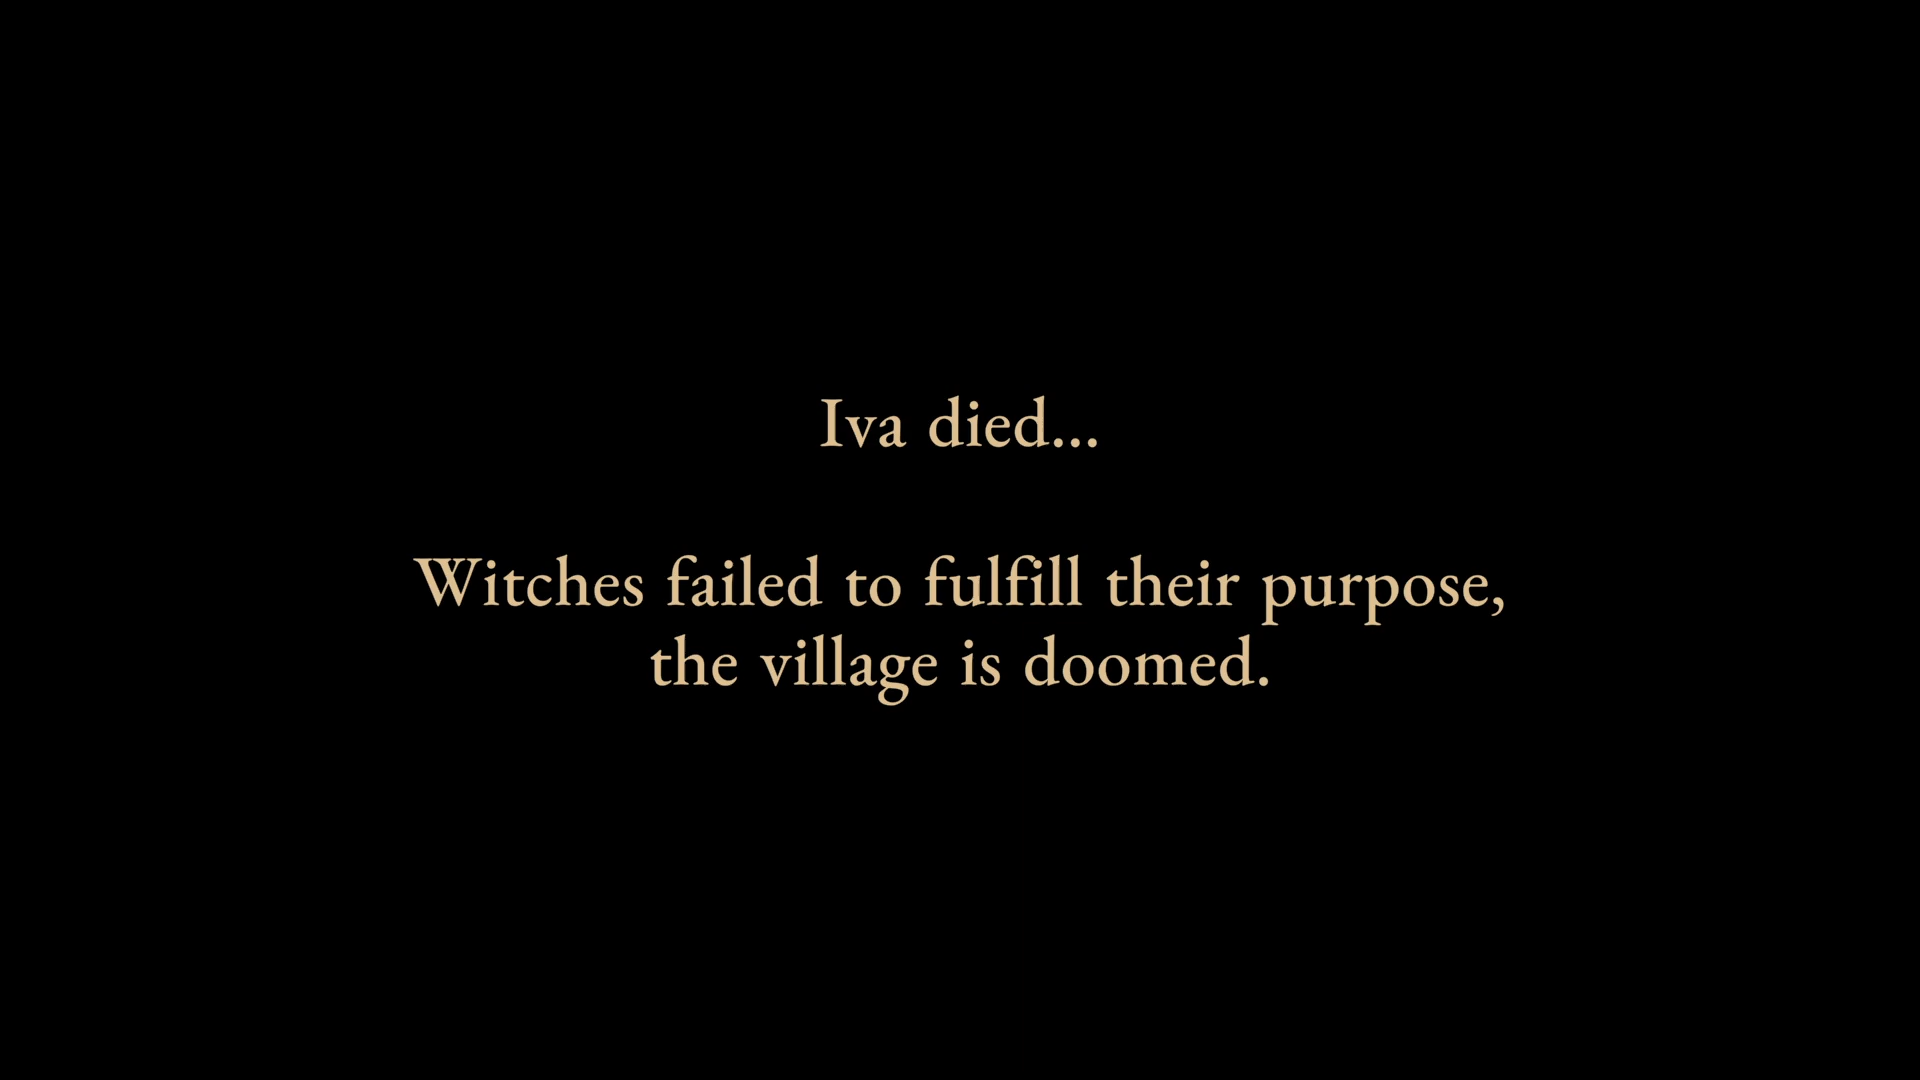 Iva died...
Witches failed to fulfill their purpose,
the village is doomed.